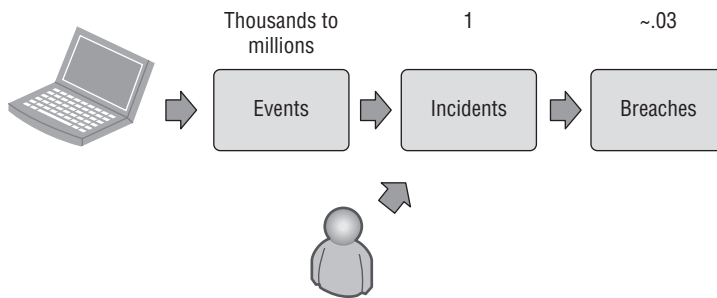 Thousands to
millions
1
~.03
Events
Incidents
Breaches